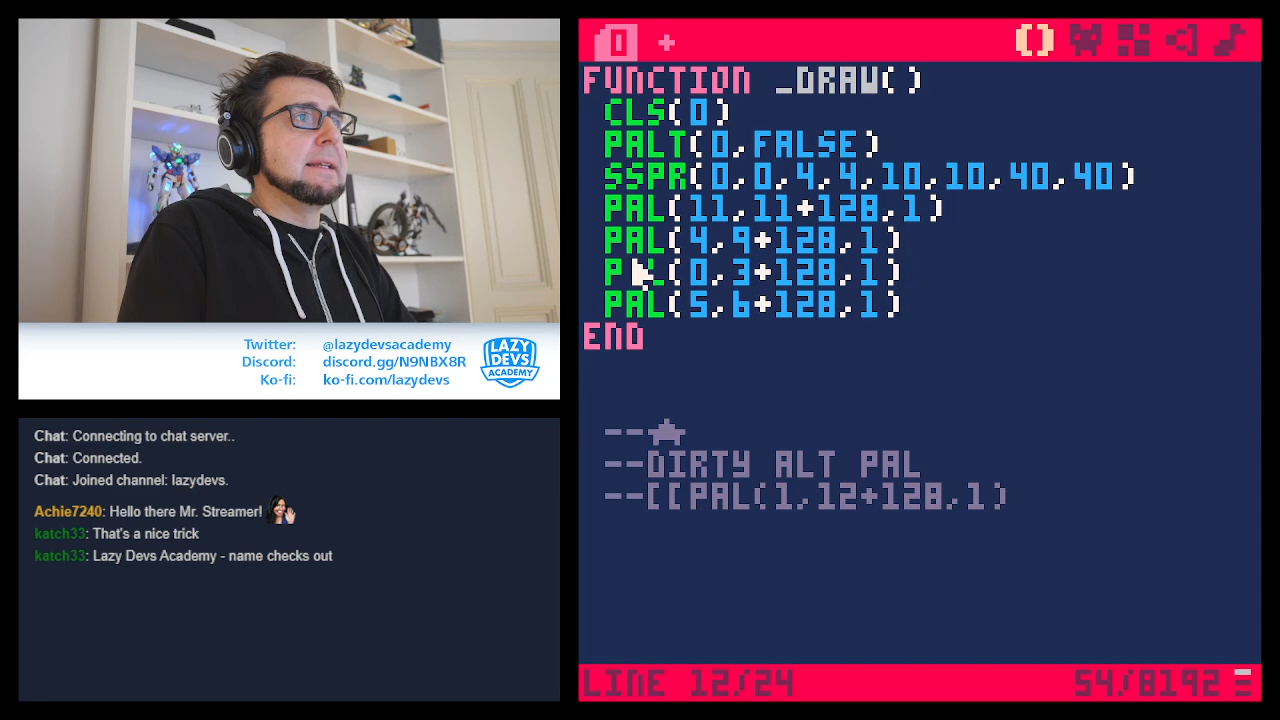 Twitter: @lazydevsacademy
Discord: discord.gg/N9NBX8R
Ko-fi: ko-fi.com/lazydevs
LAZY
DEVS
ACADEMY
Chat: Connecting to chat server..
Chat: Connected.
Chat: Joined channel: lazydevs.
Achie7240: Hello there Mr. Streamer!
katch33: That's a nice trick
katch33: Lazy Devs Academy - name checks out
0 +
FUNCTION _DRAW()
CLS(0)
PALT(0,FALSE)
SSPR(0,0,4,4,10,10,40,40)
PAL(11,11+128,1)
PAL(4,9+128,1)
PAL(0,3+128,1)
PAL(5,6+128,1)
END
--
--DIRTY ALT PAL
--[[PAL(1,12+128,1)
LINE 12/24 54/8192